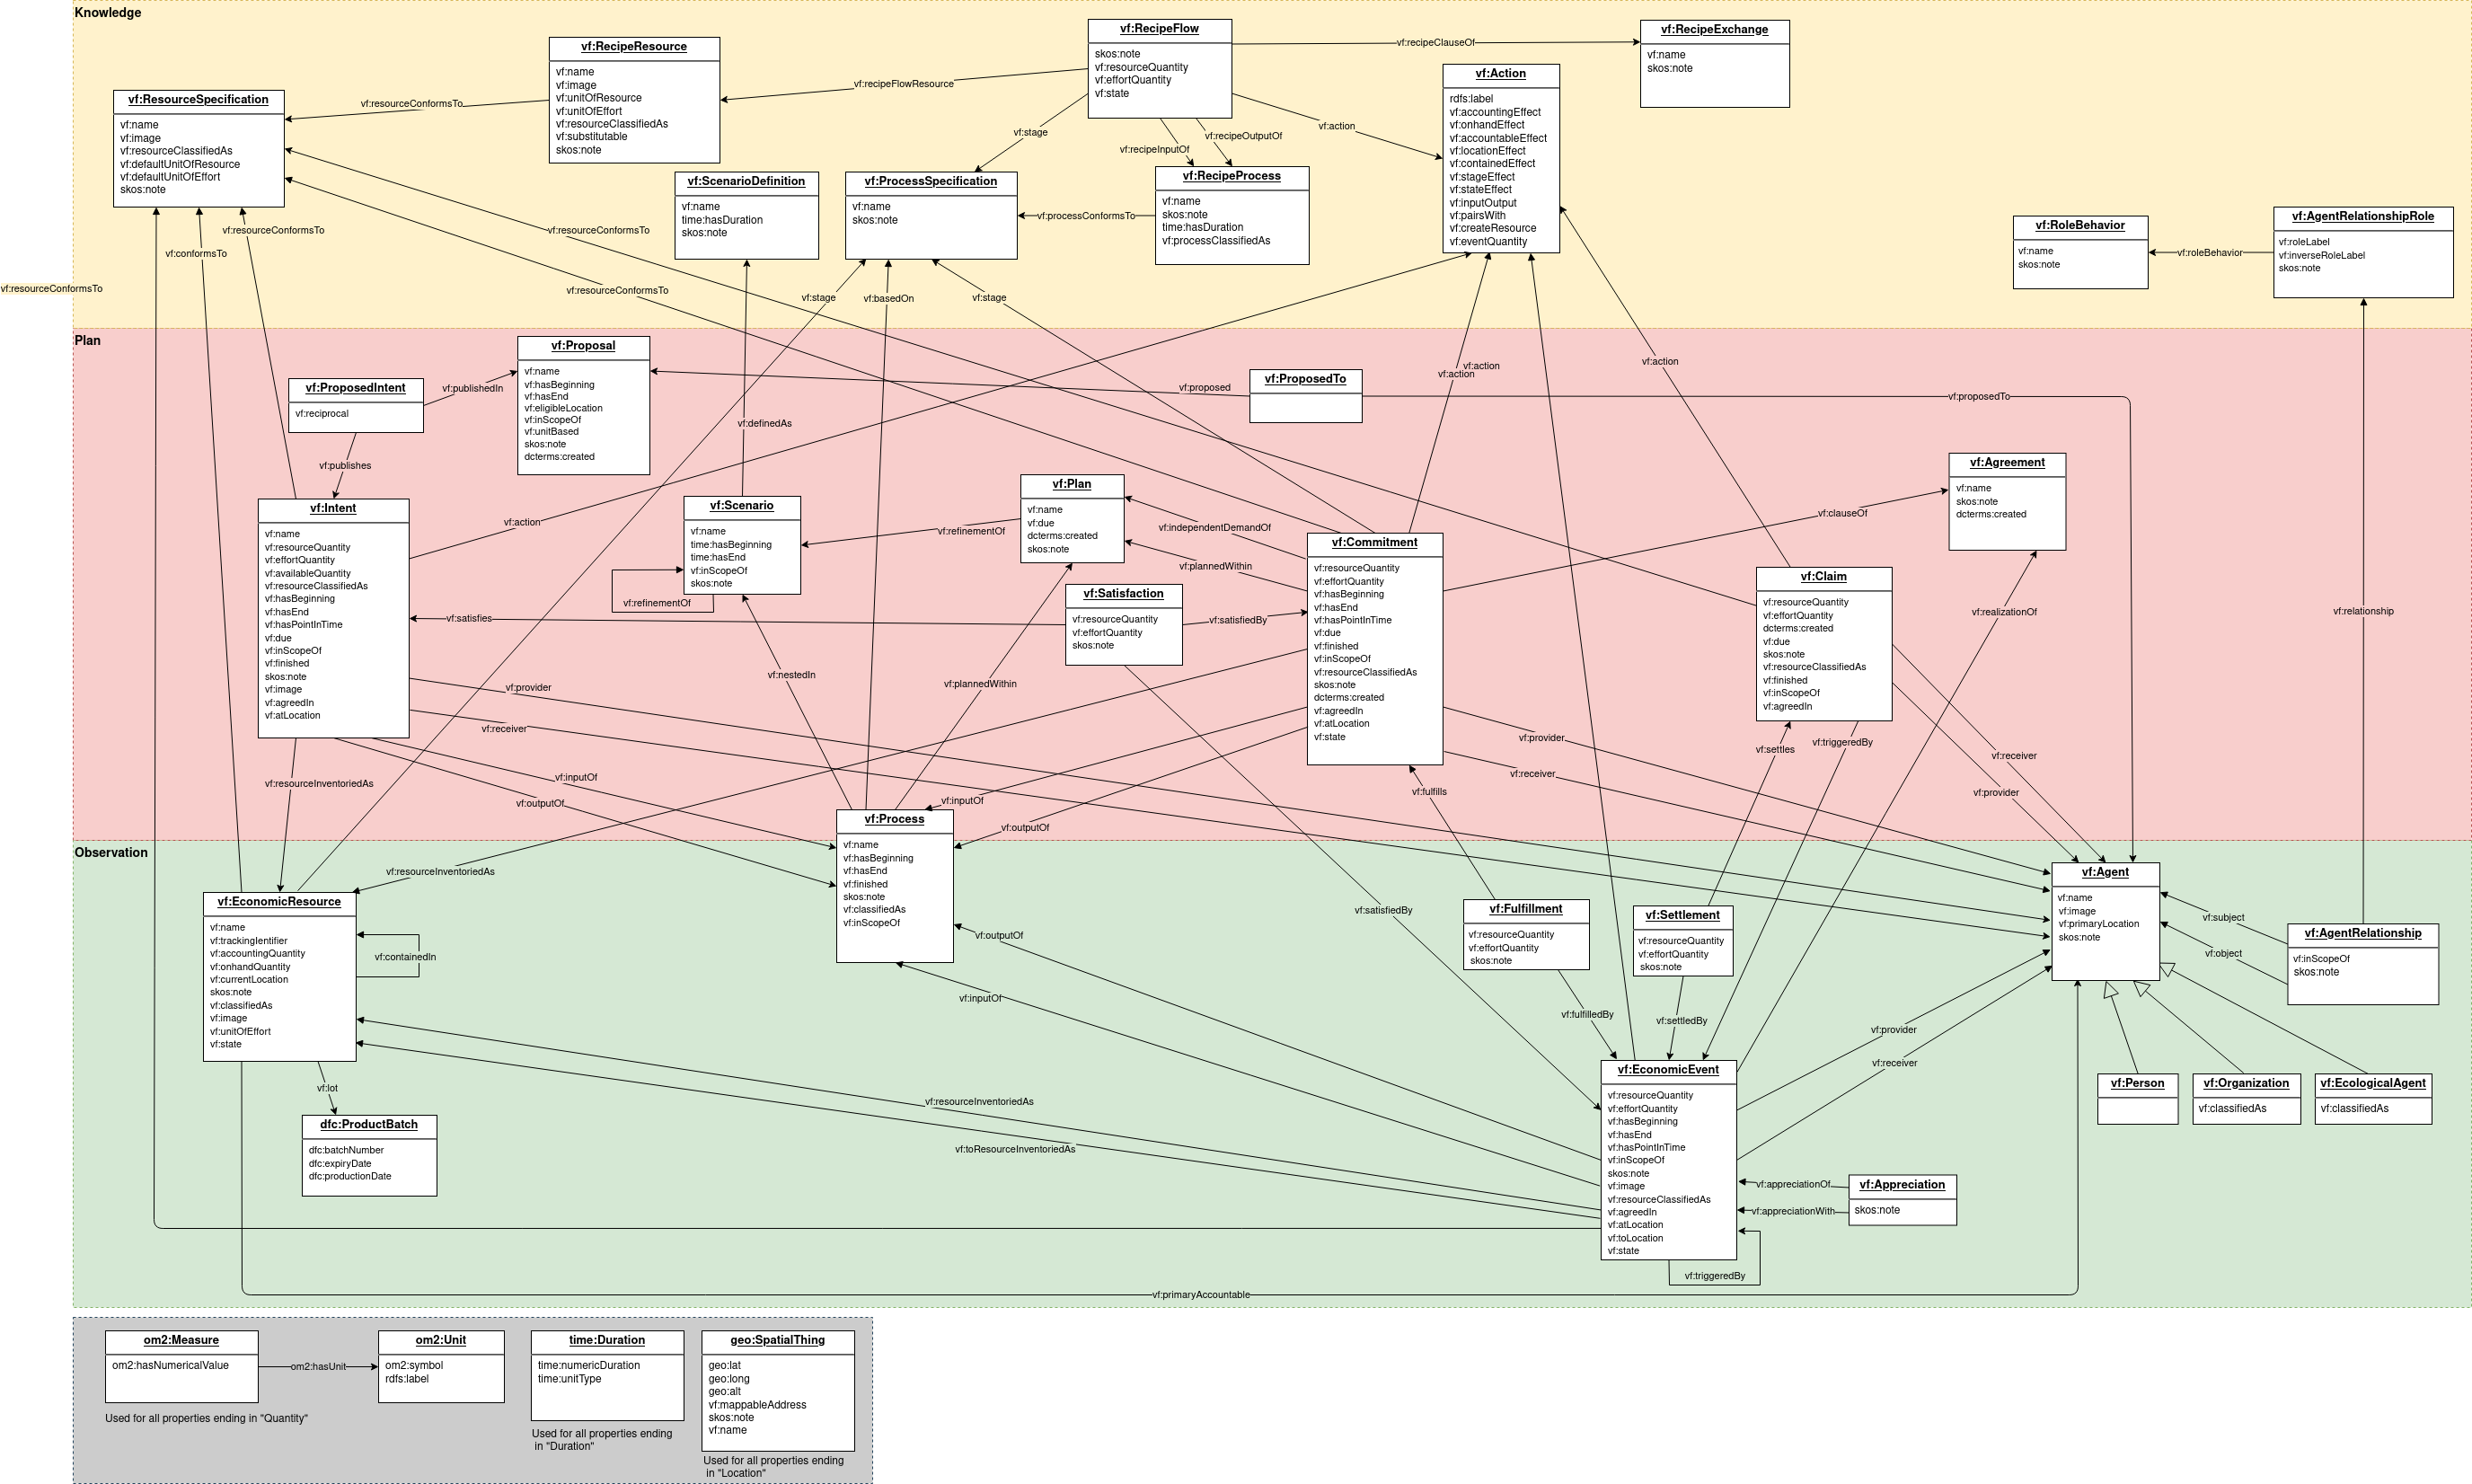 Knowledge
vf:RecipeFlow
skos:note
vf:resourceQuantity
vf:effortQuantity
vf:state
vf:recipeClauseOf
vf:RecipeExchange
vf:name
skos:note
vf:RecipeResource
vf:name
vf:image
vf:unitOfResource
vf:unitOfEffort
vf:resourceClassifiedAs
vf:substitutable
skos:note
vf:recipeFlowResource
vf:Action
rdfs:label
vf:accountingEffect
vf:onhandEffect
vf:accountableEffect
vf:locationEffect
vf:containedEffect
vf:stageEffect
vf:stateEffect
vf:inputOutput
vf:pairsWith
vf:createResource
vf:eventQuantity
vf:ResourceSpecification
vf:name
vf:image
vf:resourceClassifiedAs
vf:defaultUnitOfResource
vf:defaultUnitOfEffort
skos:note
vf:resourceConformsTo
vf:stage
vf:recipeInputOf
vf:recipeOutputOf
vf:action
vf:ScenarioDefinition
vf:name
time:hasDuration
skos:note
vf:ProcessSpecification
vf:name
skos:note
vf:processConformsTo
vf:RecipeProcess
vf:name
skos:note
time:hasDuration
vf:processClassifiedAs
vf:RoleBehavior
vf:name
skos:note
vf:roleBehavior
vf:AgentRelationshipRole
vf:roleLabel
vf:inverseRoleLabel
skos:note
vf:resourceConformsTo
vf:conformsTo
vf:resourceConformsTo
vf:resourceConformsTo
vf:resourceConformsTo
vf:stage
vf:basedOn
vf:stage
Plan
vf:Proposal
vf:name
vf:hasBeginning
vf:hasEnd
vf:eligibleLocation
vf:inScopeOf
vf:unitBased
skos:note
dcterms:created
vf:ProposedIntent
vf:reciprocal
vf:publishedIn
vf:publishes
vf:proposed
vf:ProposedTo
vf:proposedTo
vf:action
vf:action
vf:action
vf:definedAs
vf:Intent
vf:name
vf:resourceQuantity
vf:effortQuantity
vf:availableQuantity
vf:resourceClassifiedAs
vf:hasBeginning
vf:hasEnd
vf:hasPointInTime
vf:due
vf:inScopeOf
vf:finished
skos:note
vf:image
vf:agreedIn
vf:atLocation
vf:action
vf:Scenario
vf:name
time:hasBeginning
time:hasEnd
vf:inScopeOf
skos:note
vf:refinementOf
vf:refinementOf
vf:Plan
vf:name
vf:due
dcterms:created
skos:note
vf:independentDemandOf
vf:plannedWithin
vf:Satisfaction
vf:resourceQuantity
vf:effortQuantity
skos:note
vf:satisfies
vf:satisfiedBy
vf:Commitment
vf:resourceQuantity
vf:effortQuantity
vf:hasBeginning
vf:hasEnd
vf:hasPointInTime
vf:due
vf:finished
vf:inScopeOf
vf:resourceClassifiedAs
skos:note
dcterms:created
vf:agreedIn
vf:atLocation
vf:state
vf:clauseOf
vf:Agreement
vf:name
skos:note
dcterms:created
vf:Claim
vf:resourceQuantity
vf:effortQuantity
dcterms:created
vf:due
skos:note
vf:resourceClassifiedAs
vf:finished
vf:inScopeOf
vf:agreedIn
vf:realizationOf
vf:relationship
vf:nestedIn
vf:plannedWithin
vf:provider
vf:receiver
vf:provider
vf:receiver
vf:settles
vf:triggeredBy
vf:receiver
vf:provider
vf:resourceInventoriedAs
vf:inputOf
vf:outputOf
vf:inputOf
vf:outputOf
vf:fulfills
Observation
vf:Process
vf:name
vf:hasBeginning
vf:hasEnd
vf:finished
skos:note
vf:classifiedAs
vf:inScopeOf
vf:resourceInventoriedAs
vf:EconomicResource
vf:name
vf:trackingIdentifier
vf:accountingQuantity
vf:onhandQuantity
vf:currentLocation
skos:note
vf:classifiedAs
vf:image
vf:unitOfEffort
vf:state
vf:containedIn
vf:outputOf
vf:inputOf
vf:satisfiedBy
vf:Fulfillment
vf:resourceQuantity
vf:effortQuantity
skos:note
vf:Settlement
vf:resourceQuantity
vf:effortQuantity
skos:note
vf:Agent
vf:name
vf:image
vf:primaryLocation
skos:note
vf:subject
vf:object
vf:AgentRelationship
vf:inScopeOf
skos:note
vf:fulfilledBy
vf:settledBy
vf:provider
vf:receiver
vf:Person
vf:Organization
vf:classifiedAs
vf:EcologicalAgent
vf:classifiedAs
vf:lot
dfc:ProductBatch
dfc:batchNumber
dfc:expiryDate
dfc:productionDate
vf:resourceInventoriedAs
vf:toResourceInventoriedAs
vf:EconomicEvent
vf:resourceQuantity
vf:effortQuantity
vf:hasBeginning
vf:hasEnd
vf:hasPointInTime
vf:inScopeOf
skos:note
vf:image
vf:resourceClassifiedAs
vf:agreedIn
vf:atLocation
vf:toLocation
vf:state
vf:appreciationOf
vf:appreciationWith
vf:Appreciation
skos:note
vf:triggeredBy
vf:primaryAccountable
om2:Measure
om2:hasNumericalValue
om2:hasUnit
om2:Unit
om2:symbol
rdfs:label
Used for all properties ending in "Quantity"
time:Duration
time:numericDuration
time:unitType
Used for all properties ending
in "Duration"
geo:SpatialThing
geo:lat
geo:long
geo:alt
vf:mappableAddress
skos:note
vf:name
Used for all properties ending
in "Location"